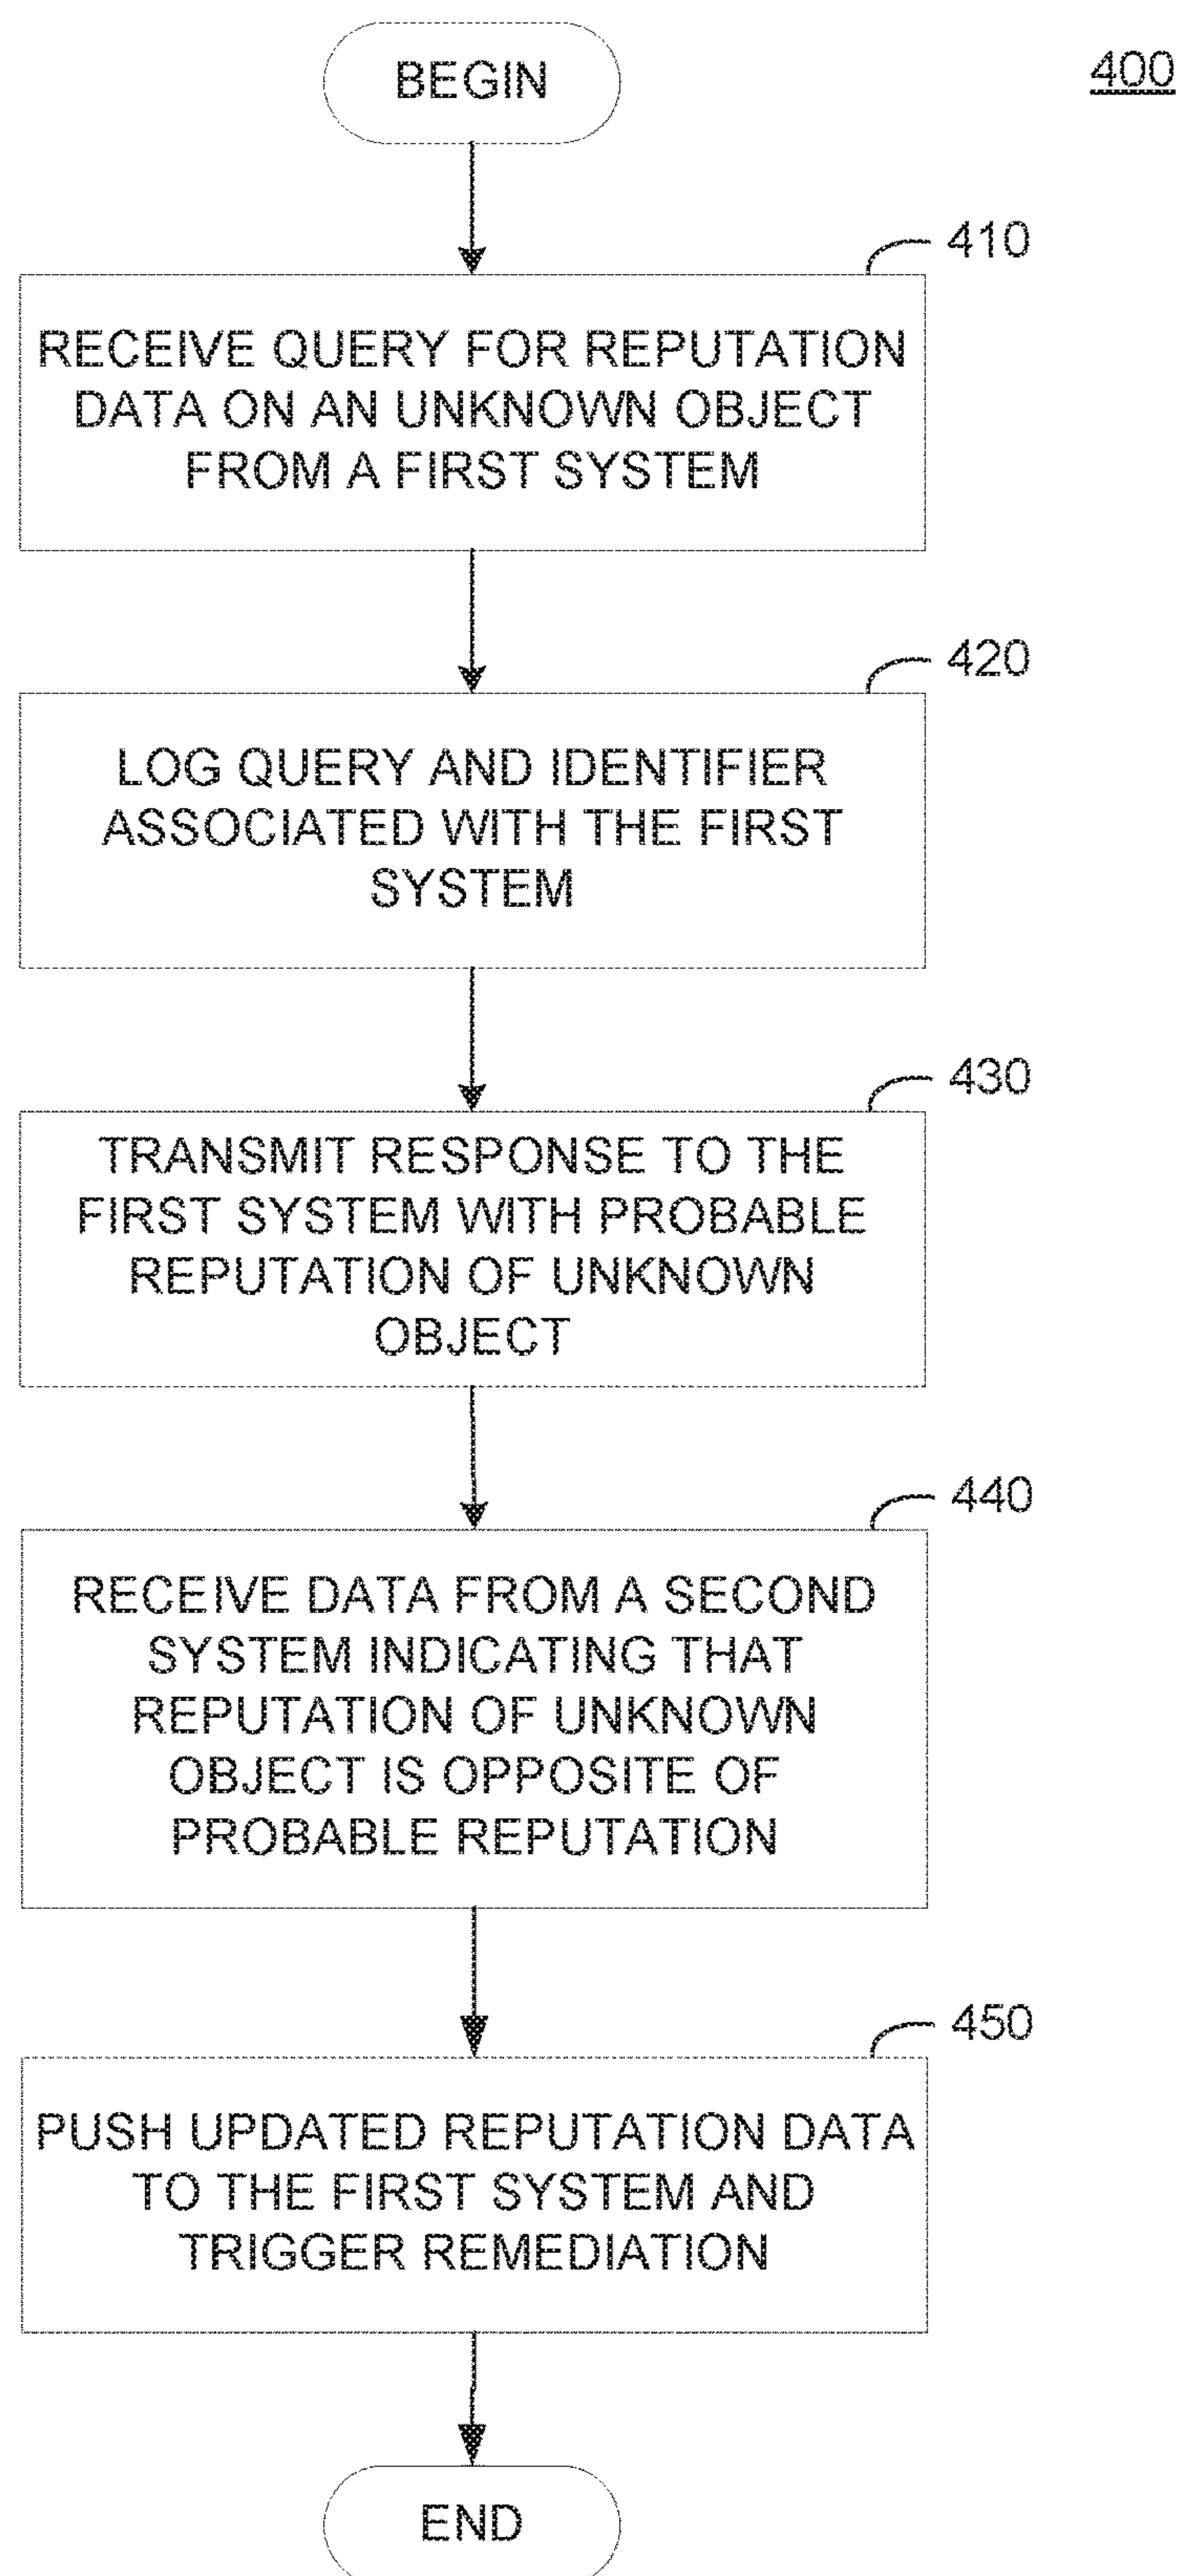 BEGIN
400
410
RECEIVE QUERY FOR REPUTATION
DATA ON AN UNKNOWN OBJECT
FROM A FIRST SYSTEM
420
LOG QUERY AND IDENTIFIER
ASSOCIATED WITH THE FIRST
SYSTEM
430
TRANSMIT RESPONSE TO THE
FIRST SYSTEM WITH PROBABLE
REPUTATION OF UNKNOWN
OBJECT
440
RECEIVE DATA FROM A SECOND
SYSTEM INDICATING THAT
REPUTATION OF UNKNOWN
OBJECT IS OPPOSITE OF
PROBABLE REPUTATION
450
PUSH UPDATED REPUTATION DATA
TO THE FIRST SYSTEM AND
TRIGGER REMEDIATION
END